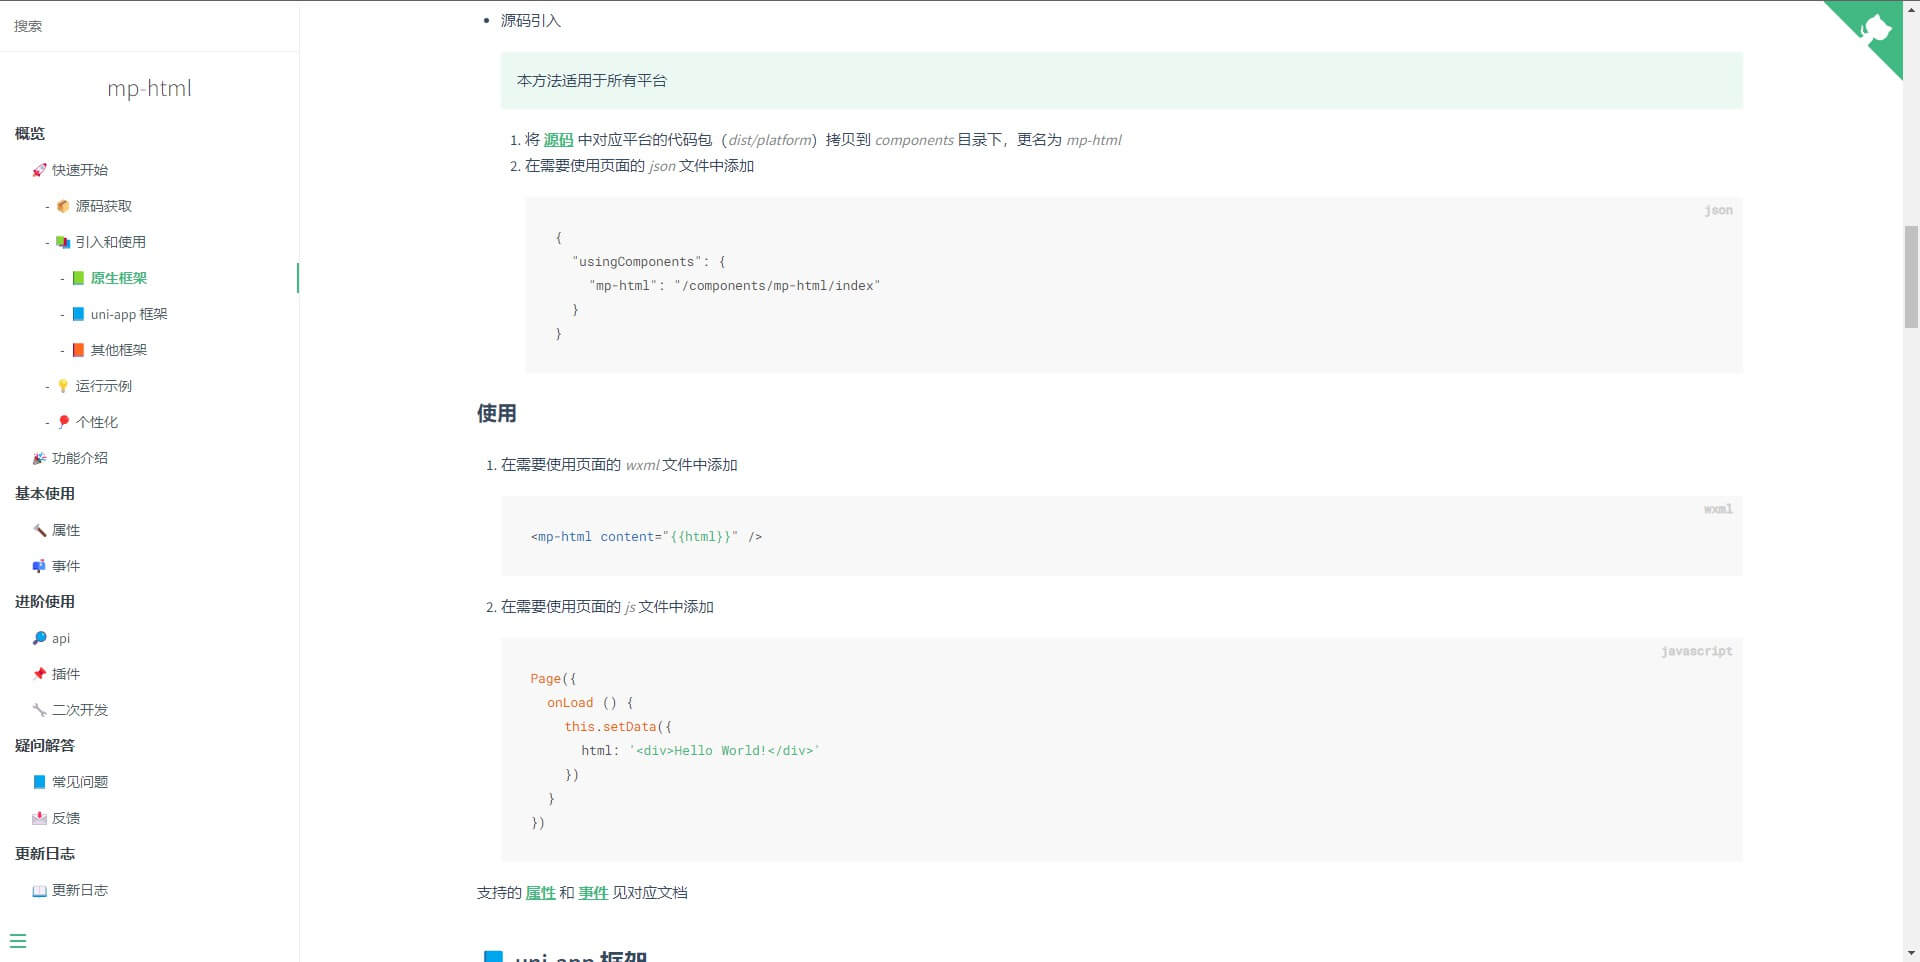 搜索
mp-html
概览
🚀 快速开始
- 📦 源码获取
- 📚 引入和使用
- 📗 原生框架
- 📘 uni-app 框架
- 📙 其他框架
- 💡 运行示例
- 🎈 个性化
🎉 功能介绍
基本使用
🔨 属性
📫 事件
进阶使用
🔎 api
📌 插件
🔧 二次开发
疑问解答
📘 常见问题
📩 反馈
更新日志
📖 更新日志
• 源码引入
本方法适用于所有平台
1. 将 源码 中对应平台的代码包（dist/platform）拷贝到 components 目录下，更名为 mp-html
2. 在需要使用页面的 json 文件中添加
json
{
  "usingComponents": {
    "mp-html": "/components/mp-html/index"
  }
}
使用
1. 在需要使用页面的 wxml 文件中添加
wxml
<mp-html content="{{html}}" />
2. 在需要使用页面的 js 文件中添加
javascript
Page({
  onLoad () {
    this.setData({
      html: '<div>Hello World!</div>'
    })
  }
})
支持的 属性 和 事件 见对应文档
📘 uni-app 框架